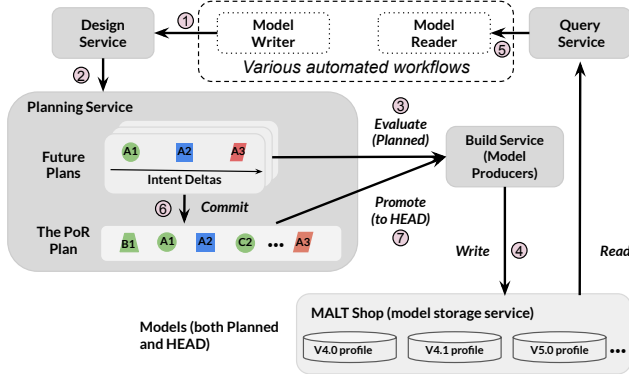 Design
Service
1
Model
Writer
Model
Reader
5
Query
Service
Various automated workflows
2
Planning Service
3
Evaluate
(Planned)
Build Service
(Model
Producers)
Future
Plans
A1
A2
A3
Intent Deltas
6
Commit
Promote
(to HEAD)
7
The PoR
Plan
B1
A1
A2
C2
•••
A3
Write
4
Read
Models (both Planned
and HEAD)
MALT Shop (model storage service)
V4.0 profile
V4.1 profile
V5.0 profile
•••